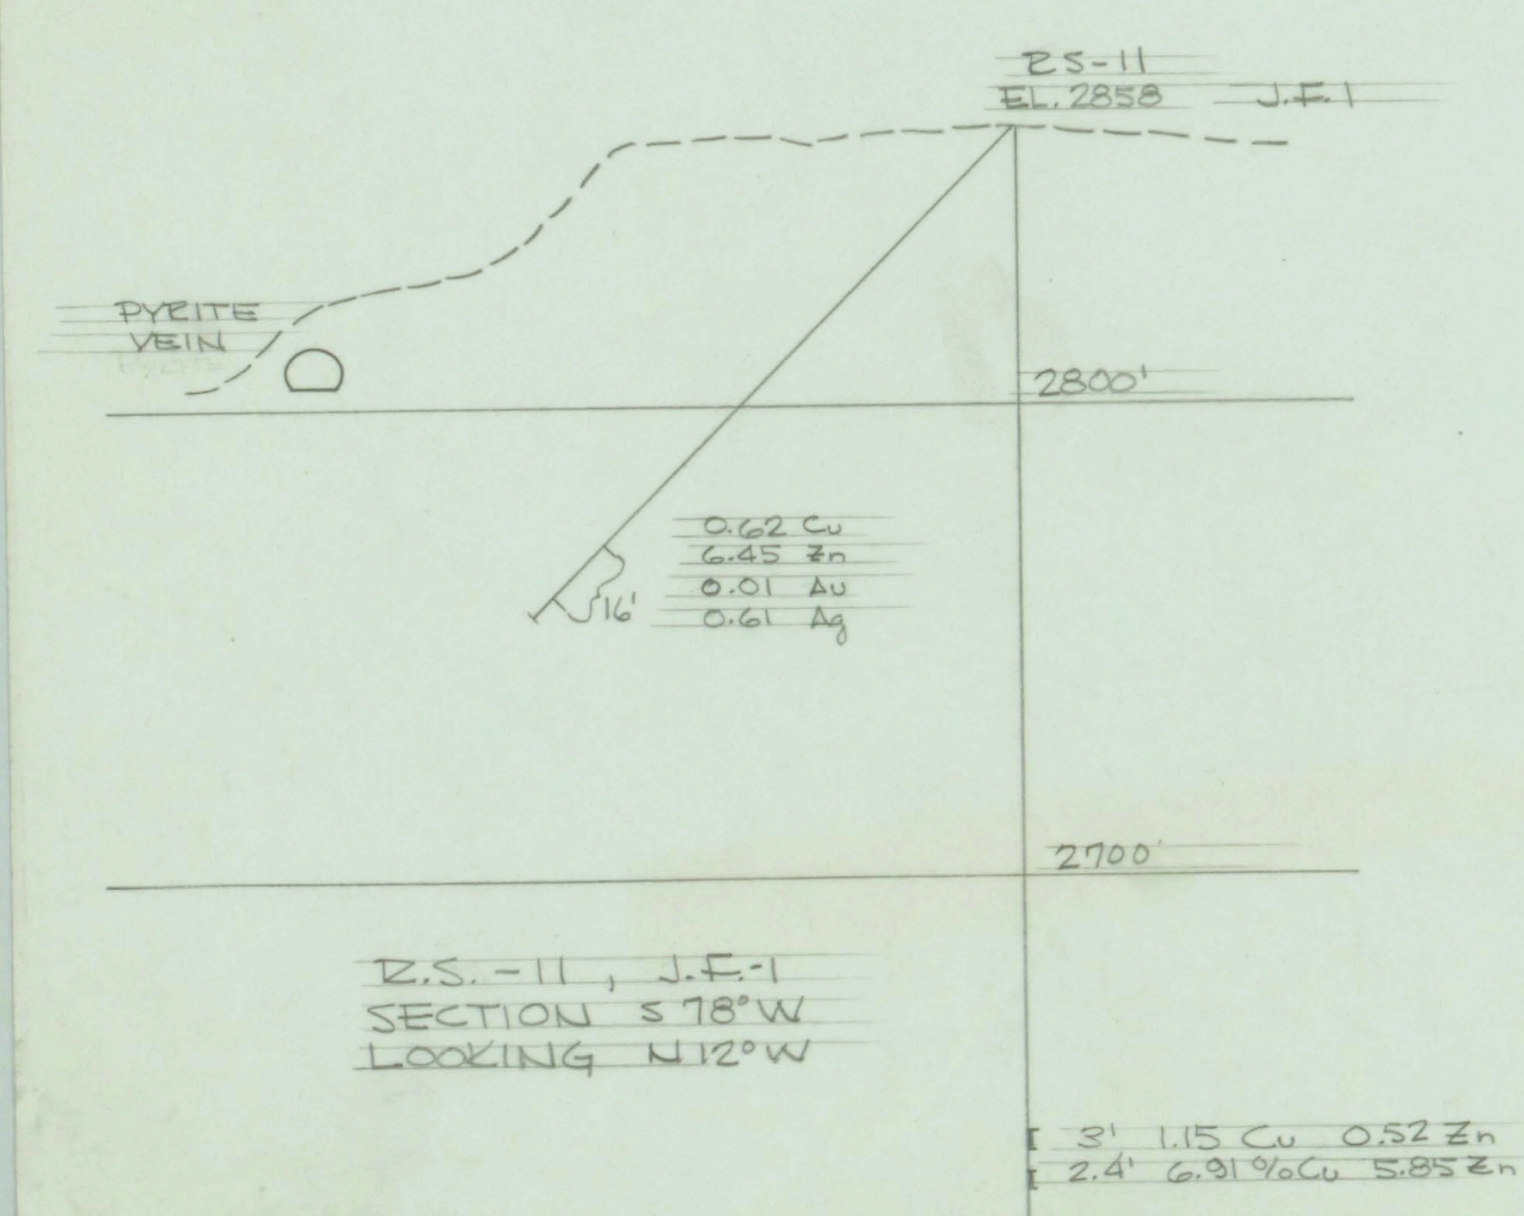 RS-11
EL. 2858 J.E.1
PYRITE
VEIN
2800'
0.62 Cu
6.45 Zn
0.01 Au
0.61 Ag
16'
2700'
R.S.-11, J.E.-1
SECTION S 78°W
LOOKING N 12°W
3' 1.15 Cu 0.52 Zn
2.4' 6.91 %Cu 5.85 Zn